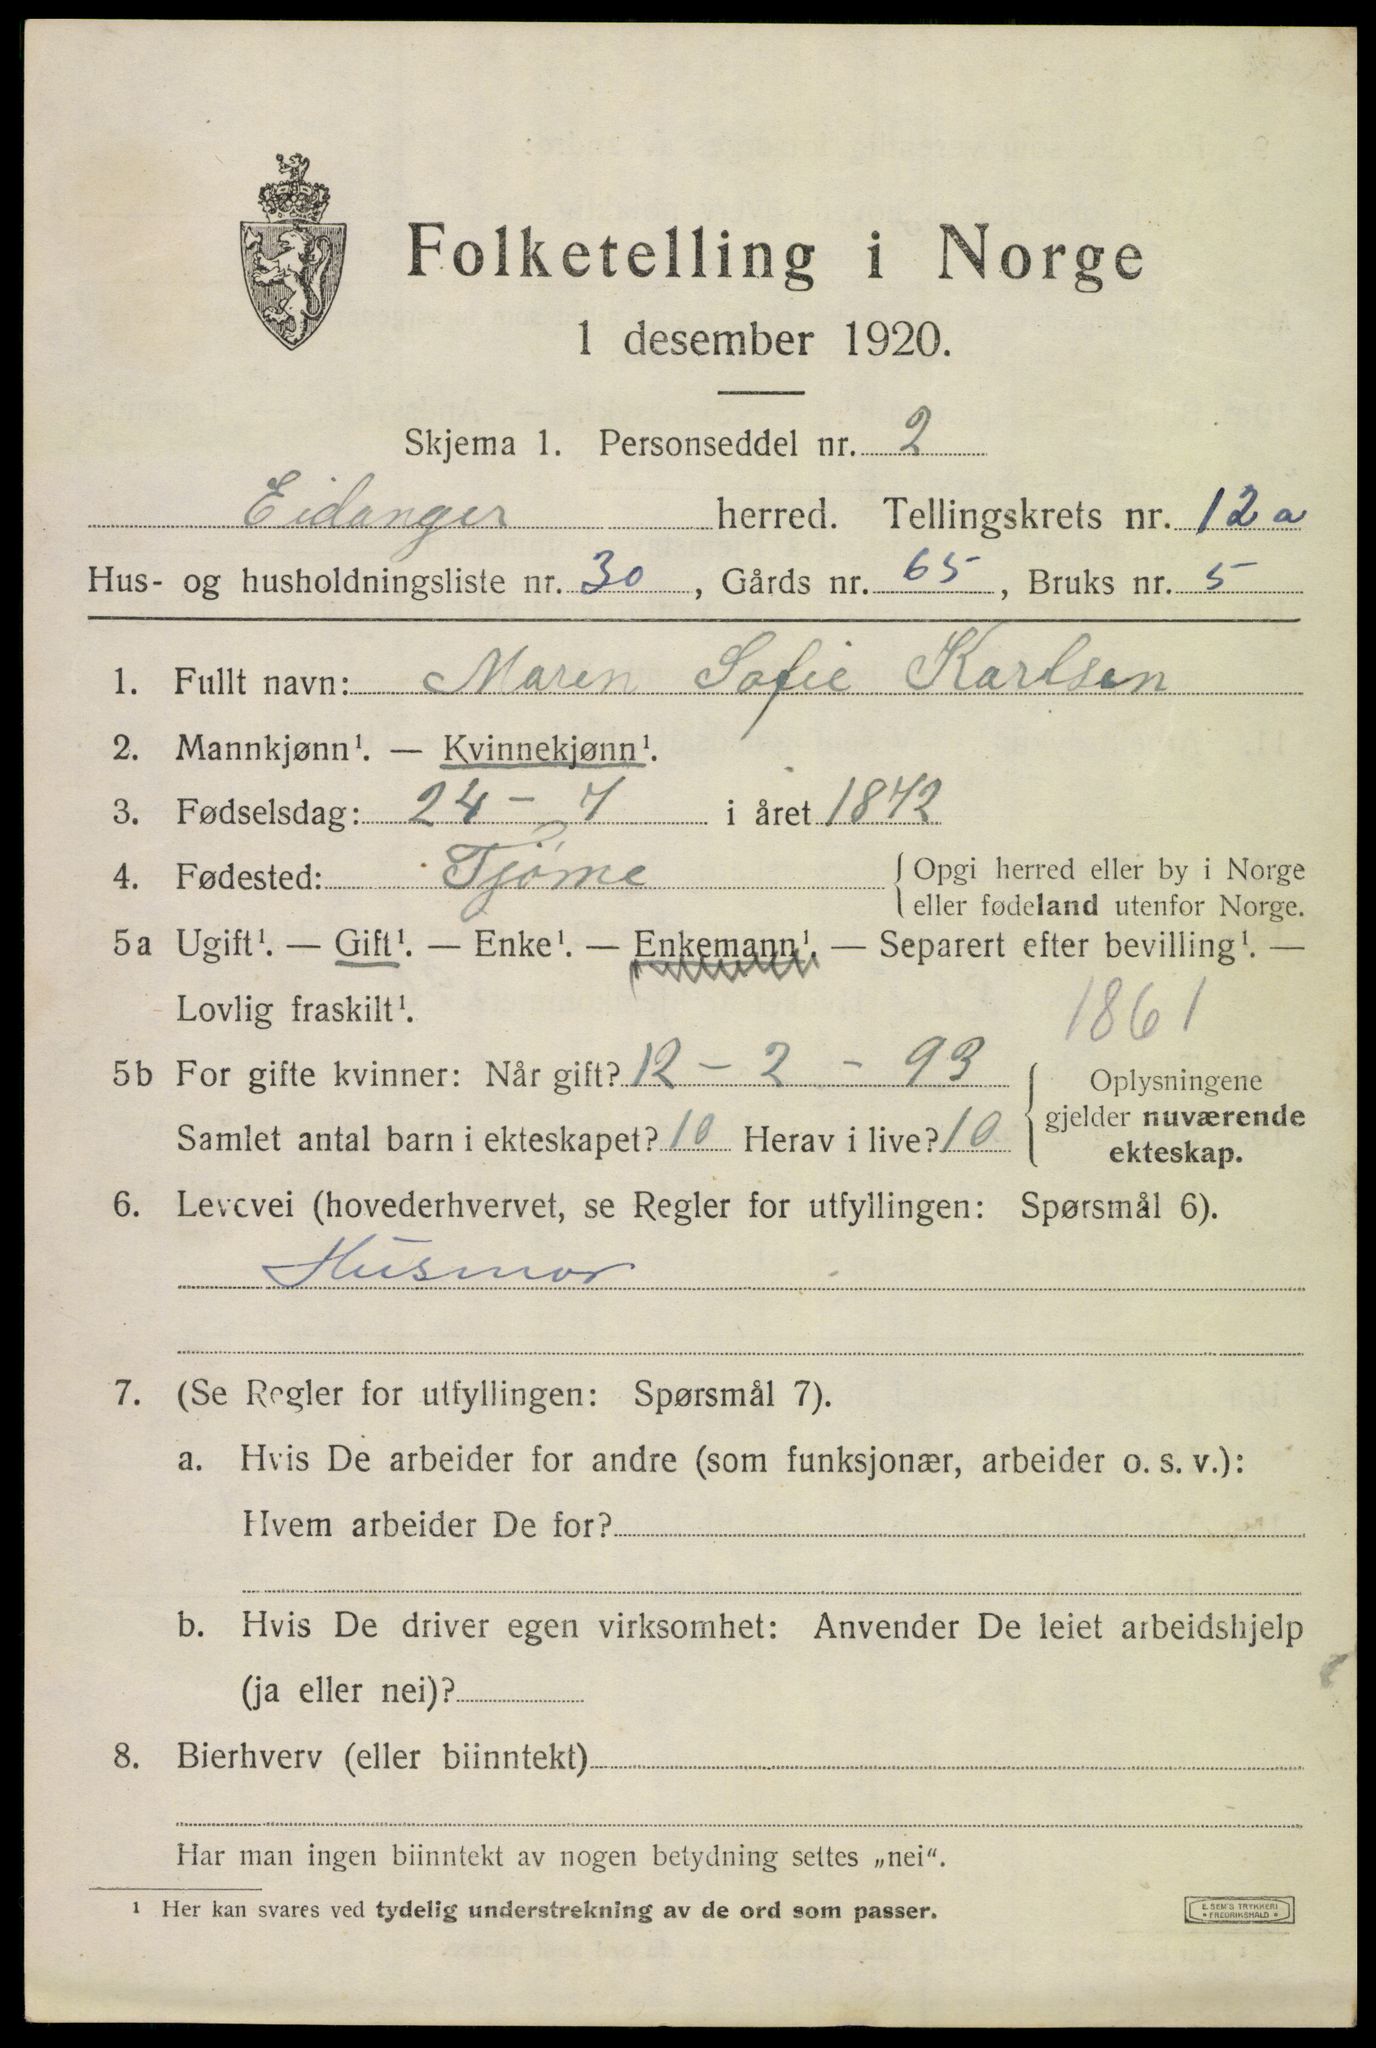 Folketelling i Norge
1 desember 1920.
Skjema 1. Personseddel nr. 2
Eidanger herred. Tellingskrets nr. 12 a
Hus- og husholdningsliste nr. 30, Gårds nr. 65, Bruks nr. 5
1. Fullt navn: Maren Sofie Karlsen
2. Mannkjønn¹. — Kvinnekjønn¹.
3. Fødselsdag: 24 - 7 i året 1872
4. Fødested: Tjøme { Opgi herred eller by i Norge
eller fødeland utenfor Norge.
5a Ugift¹. — Gift¹. — Enke¹. — Enkemann¹. — Separert efter bevilling¹. —
Lovlig fraskilt¹.
1861
5b For gifte kvinner: Når gift? 12 - 2 - 93
Samlet antal barn i ekteskapet? 10 Herav i live? 10
Oplysningene
gjelder nuværende
ekteskap.
6. Levevei (hovederhvervet, se Regler for utfyllingen: Spørsmål 6).
Husmor
7. (Se Regler for utfyllingen: Spørsmål 7).
a. Hvis De arbeider for andre (som funksjonær, arbeider o. s. v.):
Hvem arbeider De for?
b. Hvis De driver egen virksomhet: Anvender De leiet arbeidshjelp
(ja eller nei)?
8. Bierhverv (eller biinntekt)
Har man ingen biinntekt av nogen betydning settes „nei“.
¹ Her kan svares ved tydelig understrekning av de ord som passer.
E. SEM'S TRYKKERI
* FREDRIKSHALD *